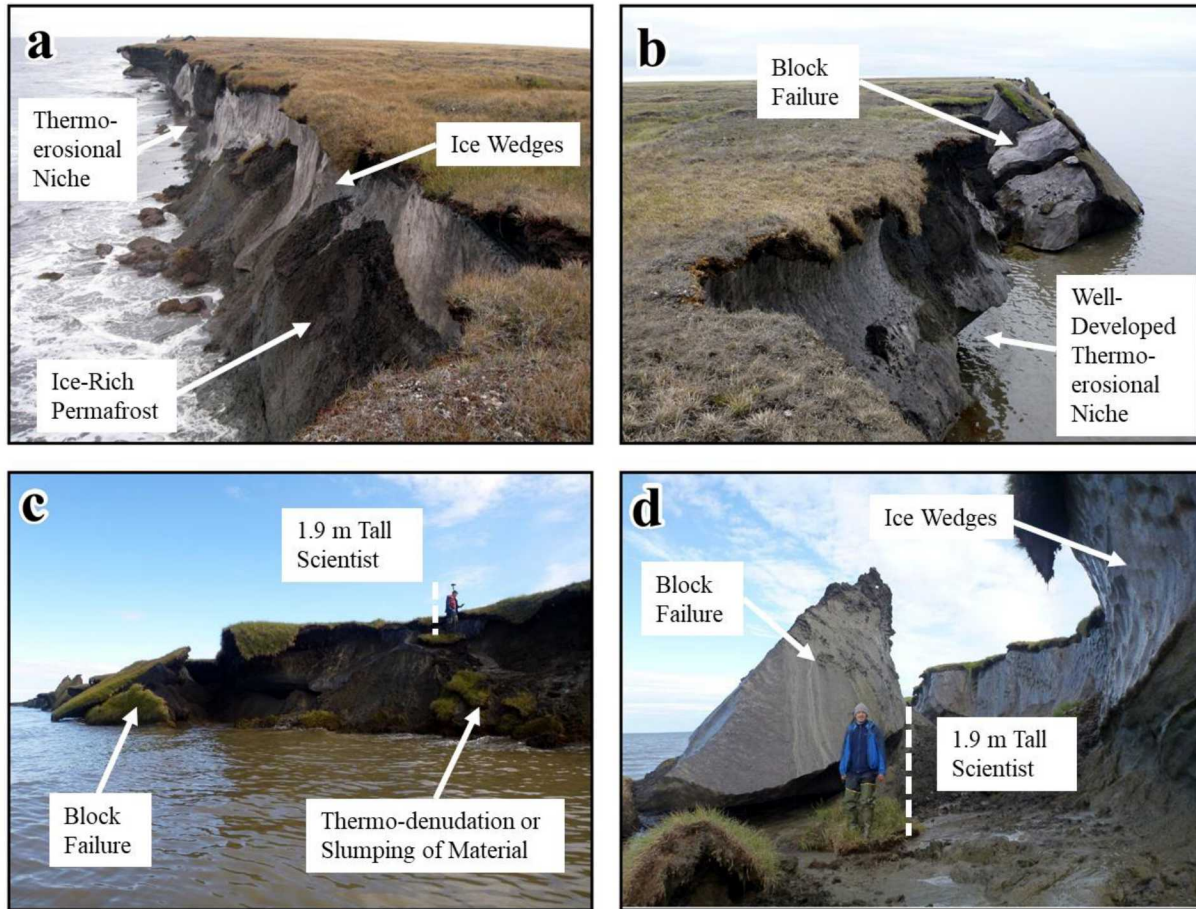 a
Thermo-
erosional
Niche
Ice Wedges
Ice-Rich
Permafrost
b
Block
Failure
Well-
Developed
Thermo-
erosional
Niche
c
1.9 m Tall
Scientist
Block
Failure
Thermo-denudation or
Slumping of Material
d
Ice Wedges
Block
Failure
1.9 m Tall
Scientist